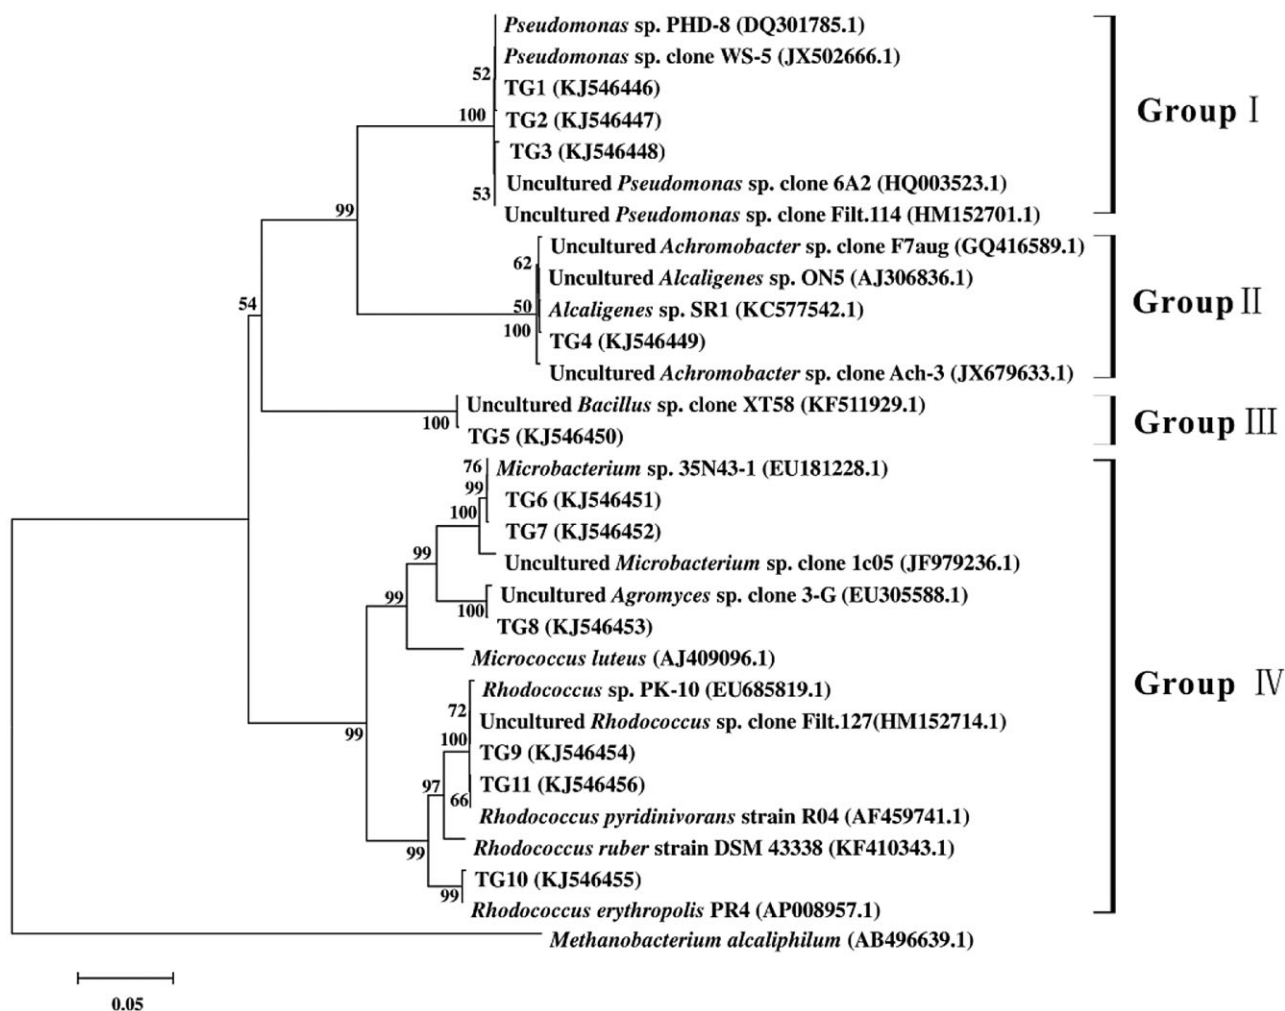 Pseudomonas sp. PHD-8 (DQ301785.1)
Pseudomonas sp. clone WS-5 (JX502666.1)
52
TG1 (KJ546446)
100
TG2 (KJ546447)
Group I
TG3 (KJ546448)
Uncultured Pseudomonas sp. clone 6A2 (HQ003523.1)
53
99
Uncultured Pseudomonas sp. clone Filt.114 (HM152701.1)
Uncultured Achromobacter sp. clone F7aug (GQ416589.1)
62
Uncultured Alcaligenes sp. ON5 (AJ306836.1)
54
50
Alcaligenes sp. SR1 (KC577542.1)
Group II
100
TG4 (KJ546449)
Uncultured Achromobacter sp. clone Ach-3 (JX679633.1)
Uncultured Bacillus sp. clone XT58 (KF511929.1)
100
Group III
TG5 (KJ546450)
76
Microbacterium sp. 35N43-1 (EU181228.1)
99
TG6 (KJ546451)
100
TG7 (KJ546452)
99
Uncultured Microbacterium sp. clone 1c05 (JF979236.1)
99
Uncultured Agromyces sp. clone 3-G (EU305588.1)
100
TG8 (KJ546453)
Micrococcus luteus (AJ409096.1)
Group IV
Rhodococcus sp. PK-10 (EU685819.1)
72
Uncultured Rhodococcus sp. clone Filt.127(HM152714.1)
99
100
TG9 (KJ546454)
97
TG11 (KJ546456)
66
Rhodococcus pyridinivorans strain R04 (AF459741.1)
99
Rhodococcus ruber strain DSM 43338 (KF410343.1)
TG10 (KJ546455)
99
Rhodococcus erythropolis PR4 (AP008957.1)
Methanobacterium alcaliphilum (AB496639.1)
0.05